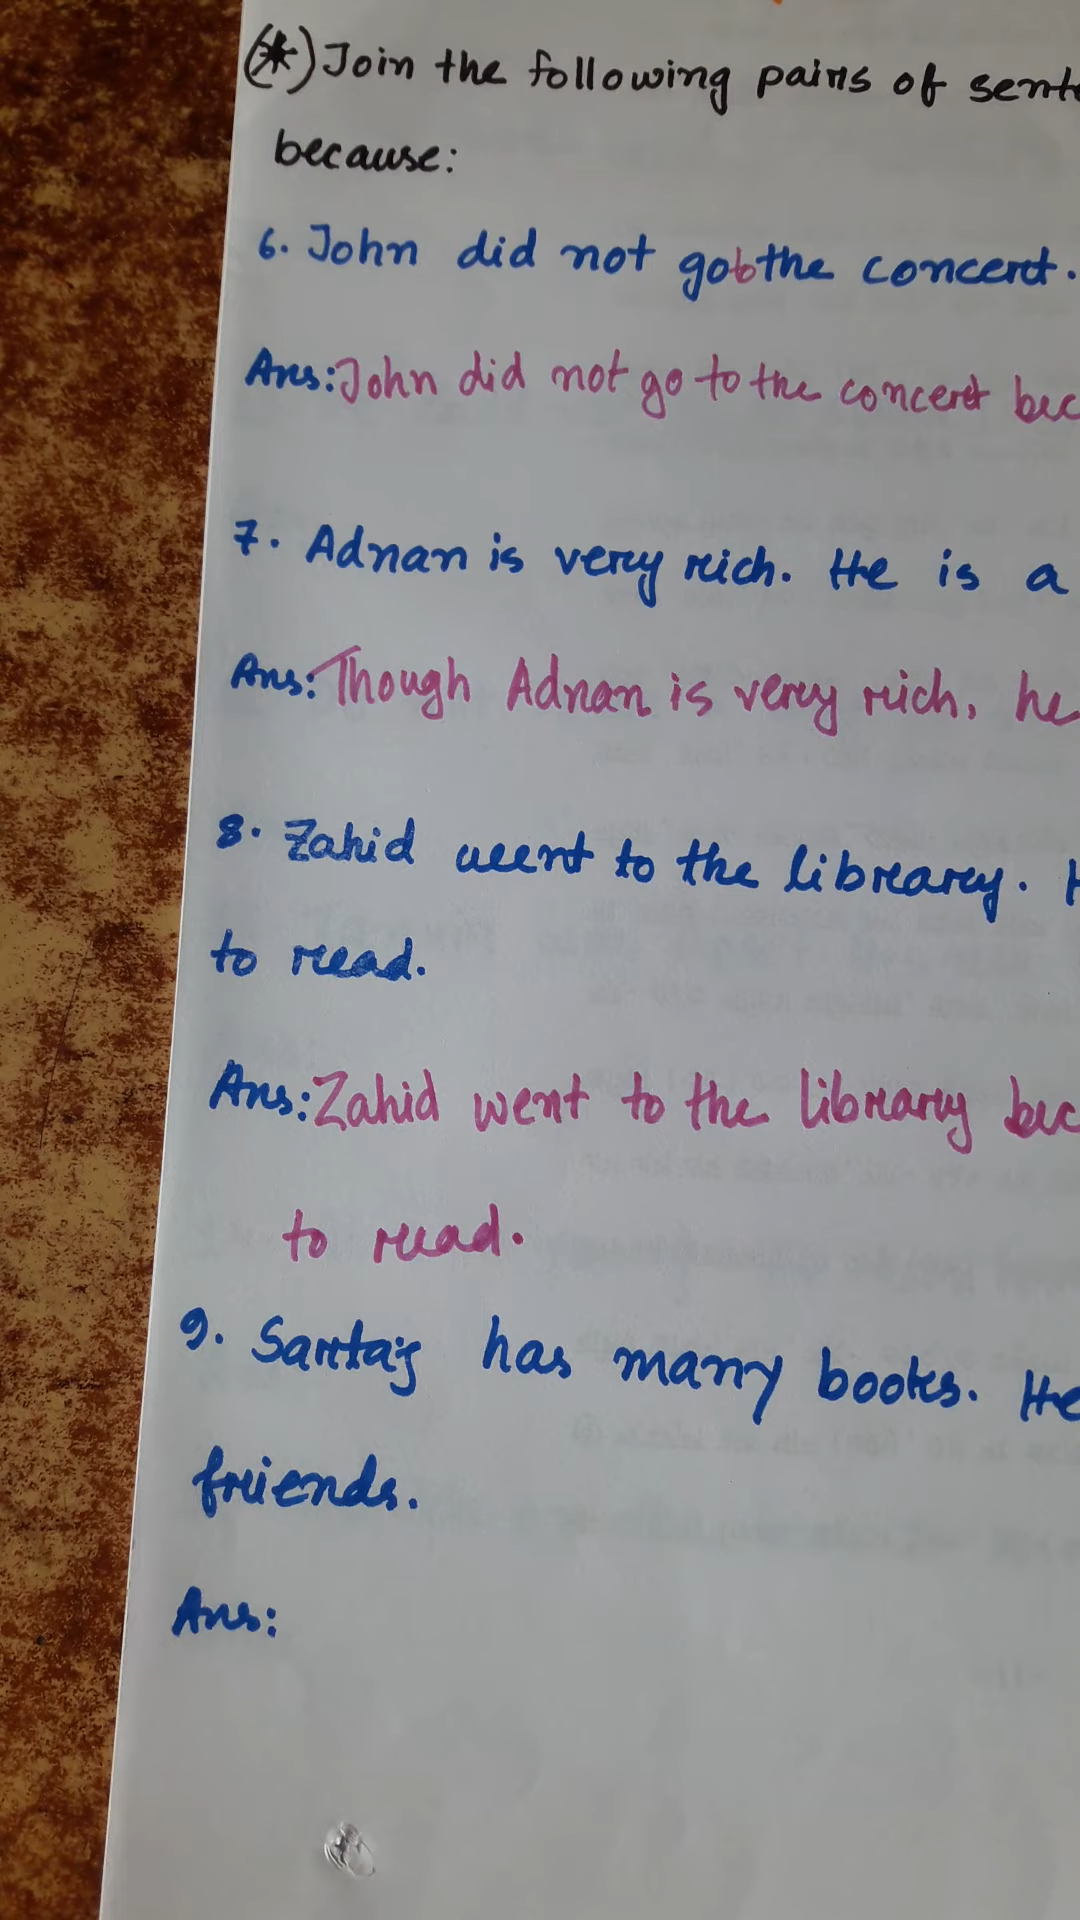 (*) Join the following pairs of sent
because:
6. John did not go to the concert.
Ans: John did not go to the concert bec
7. Adnan is very rich. He is a
Ans: Though Adnan is very rich, he
8. Zahid went to the library. H
to read.
Ans: Zahid went to the library bec
to read.
9. Sartaj has many books. He
friends.
Ans: